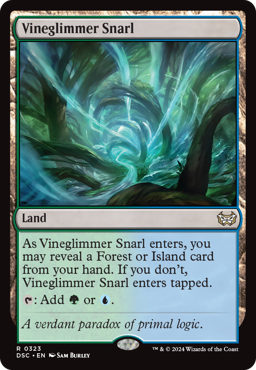 Vineglimmer Snarl
Land
As Vineglimmer Snarl enters, you
may reveal a Forest or Island card
from your hand. If you don't,
Vineglimmer Snarl enters tapped.
: Add or .
A verdant paradox of primal logic.
R 0323
DSC • EN SAM BURLEY
™ & © 2024 Wizards of the Coast